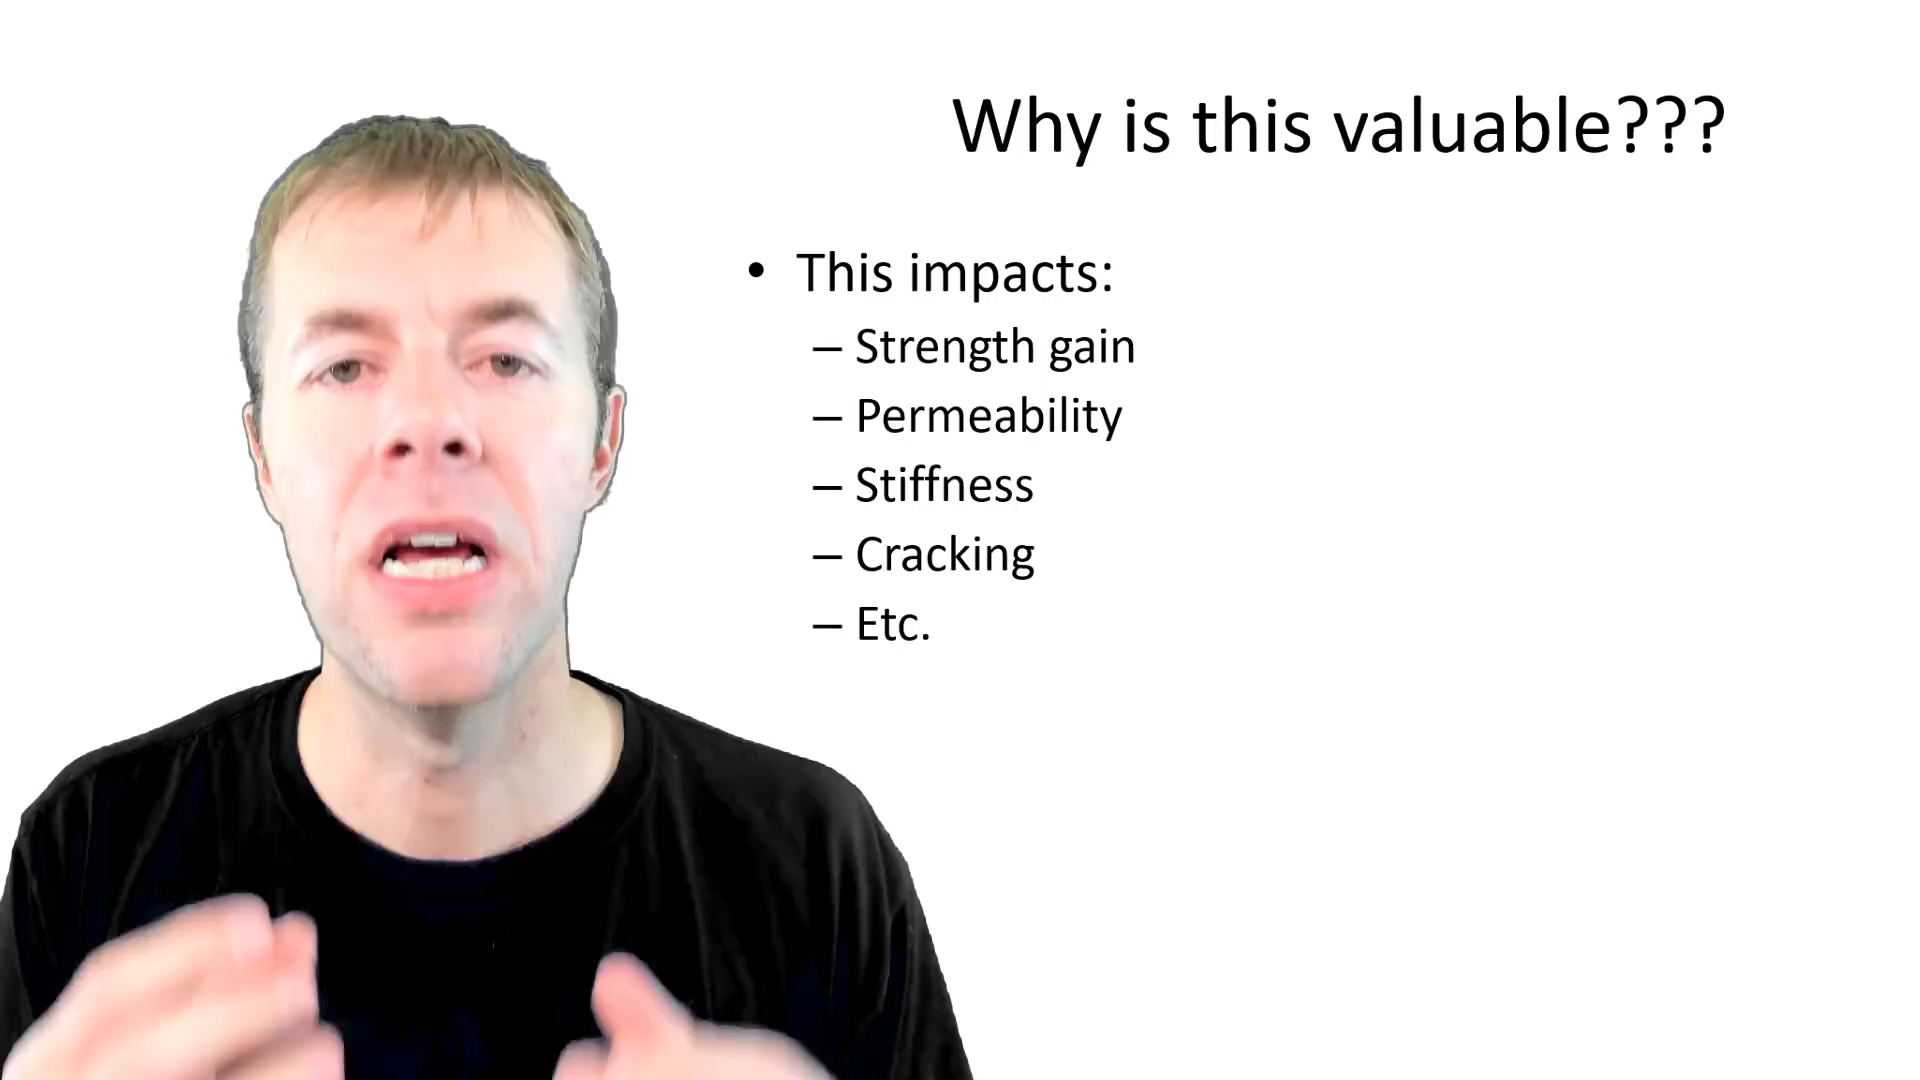 Why is this valuable???
• This impacts:
– Strength gain
– Permeability
– Stiffness
– Cracking
– Etc.